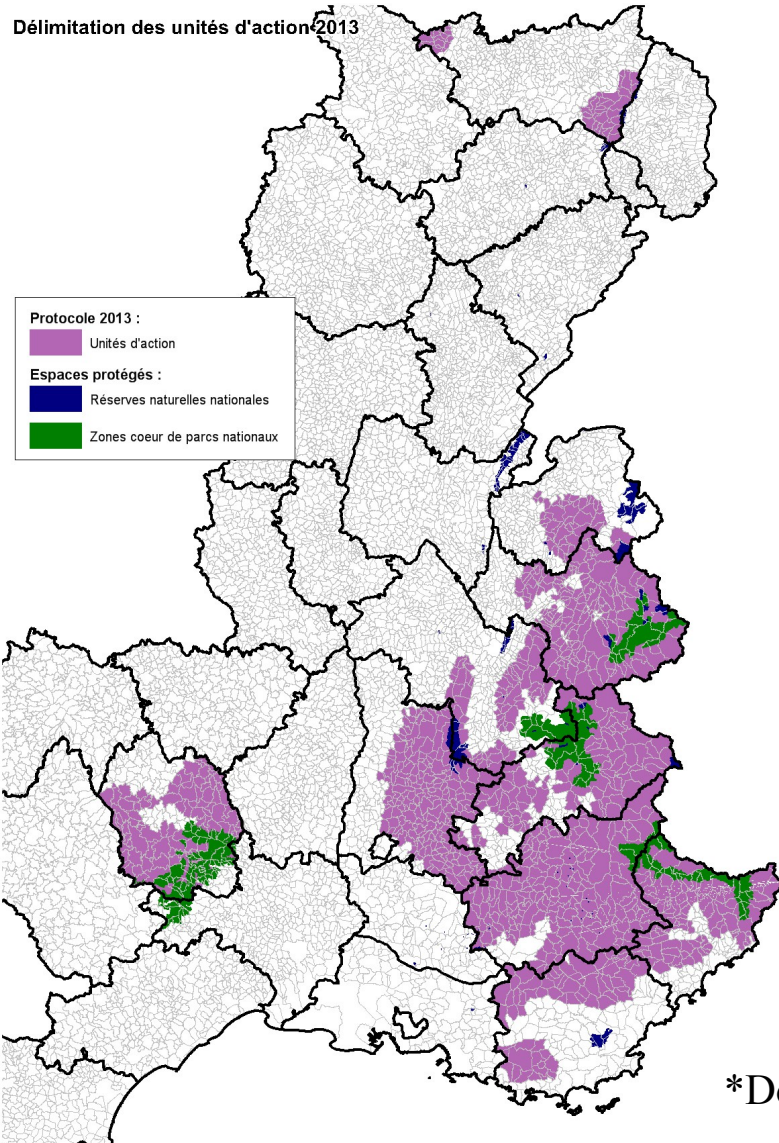 Délimitation des unités d'action 2013
Protocole 2013 :
Unités d'action
Espaces protégés :
Réserves naturelles nationales
Zones coeur de parcs nationaux